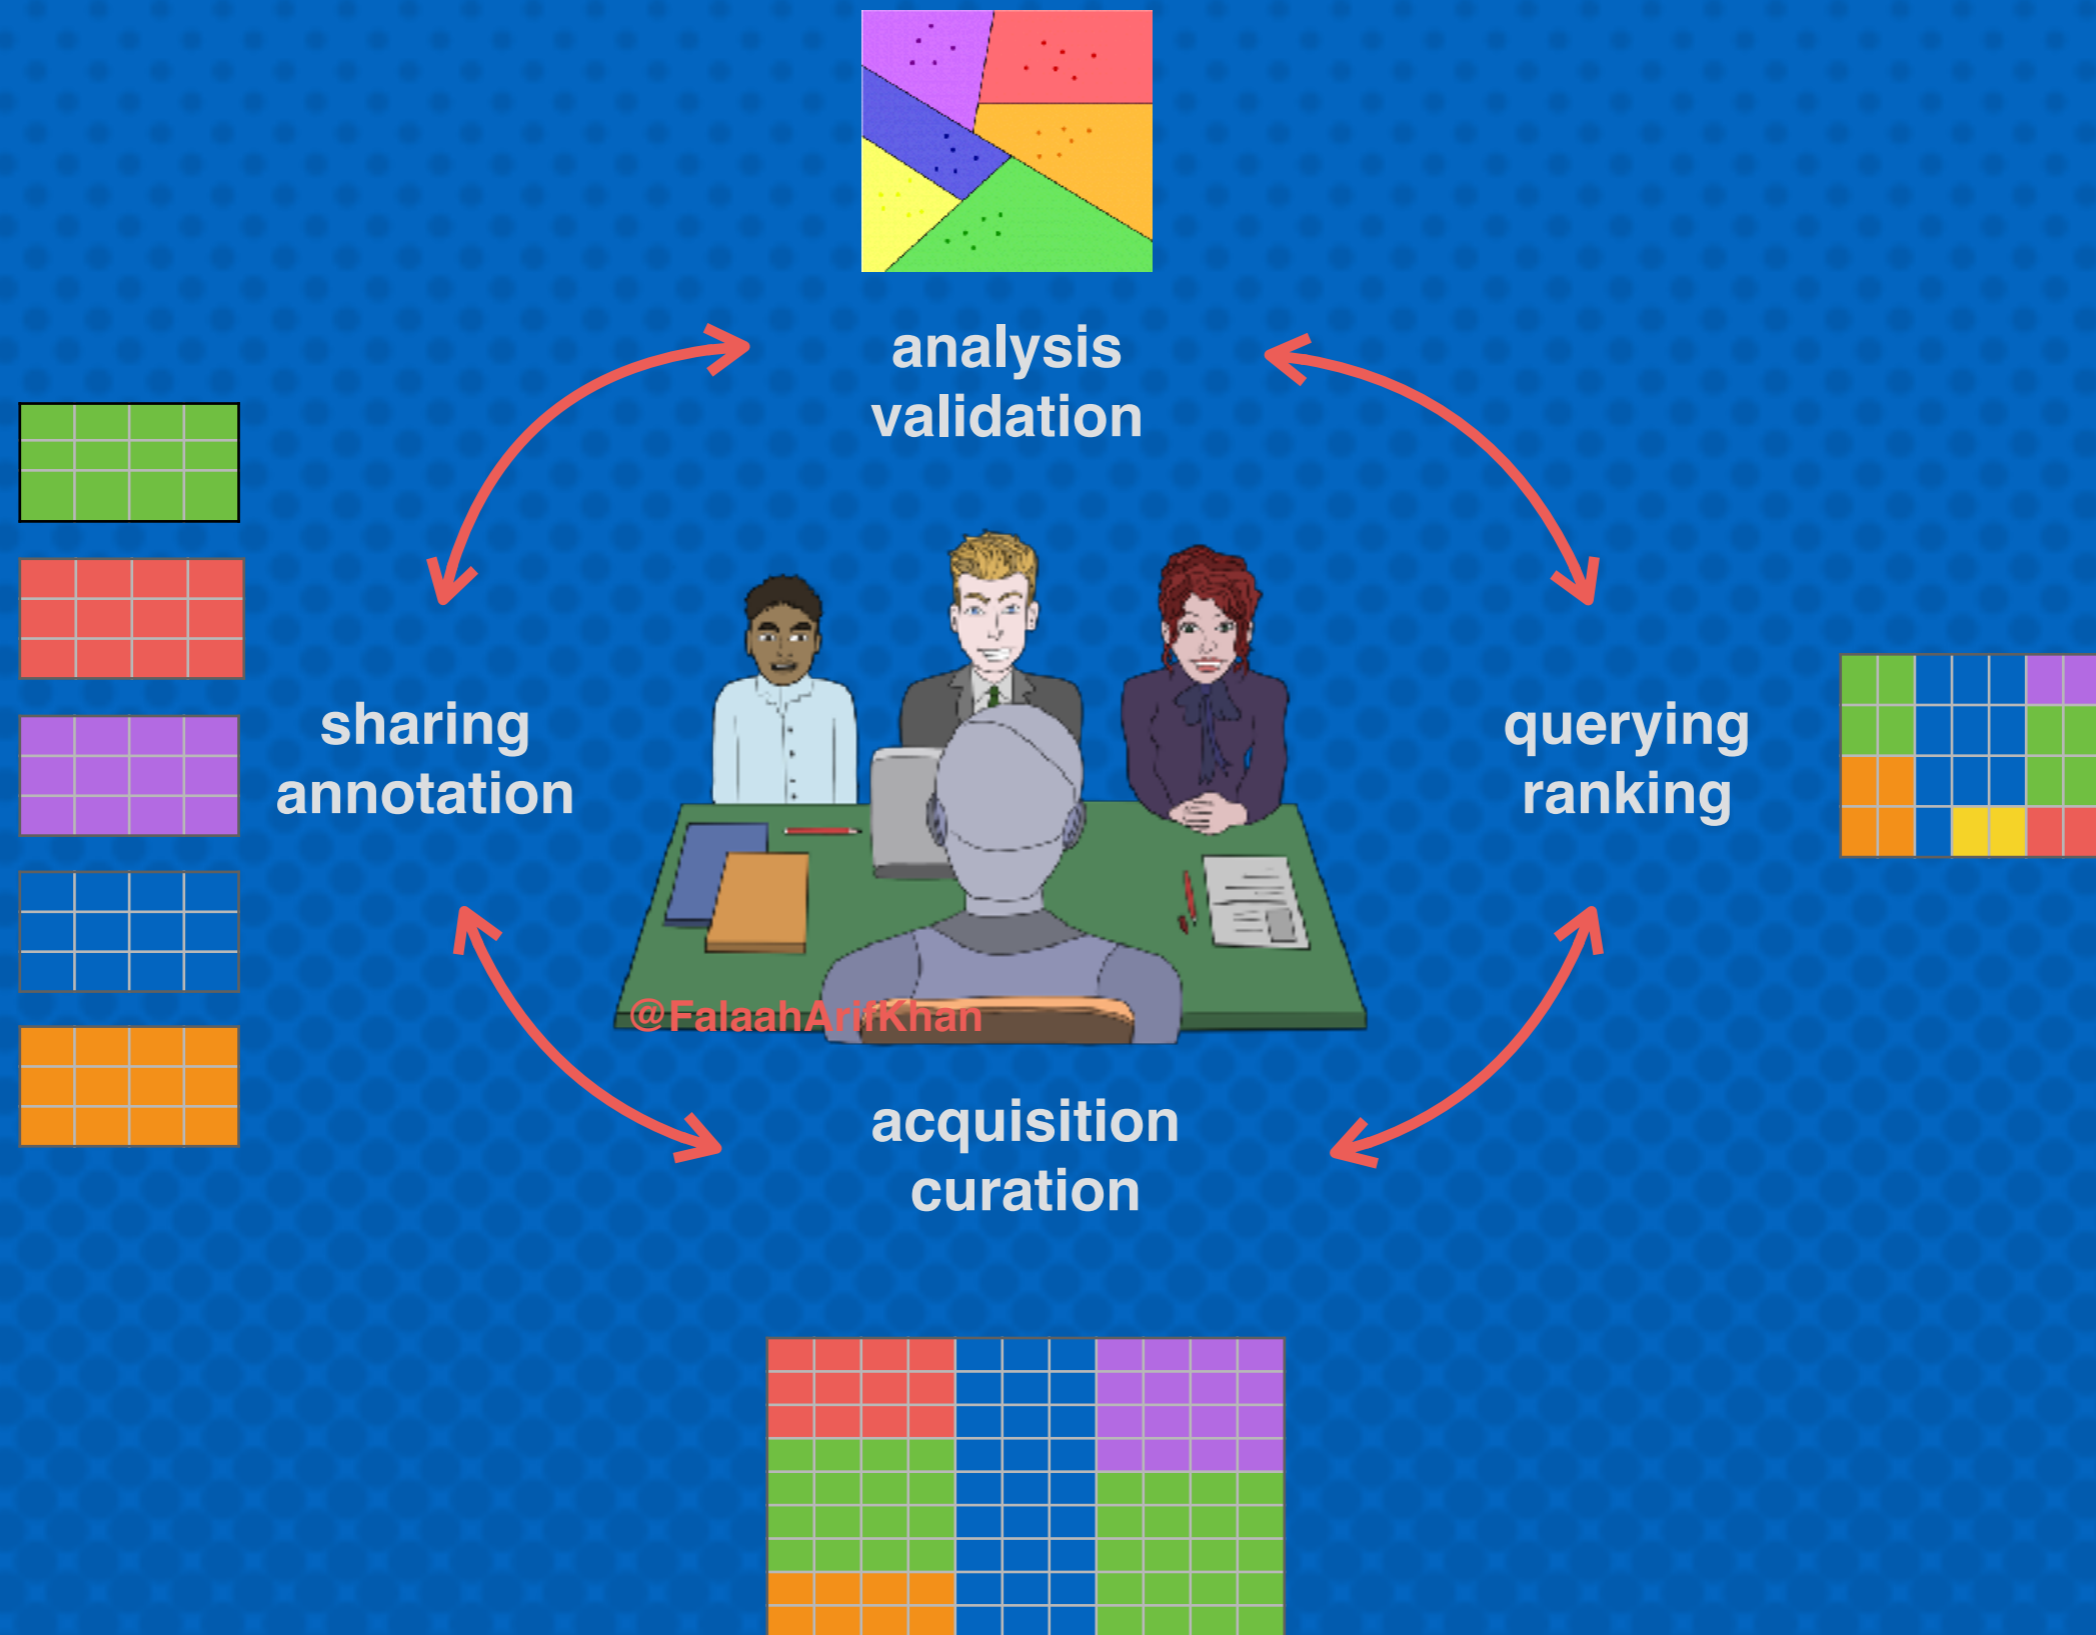 analysis
validation
sharing
annotation
querying
ranking
@FalaahArifKhan
acquisition
curation